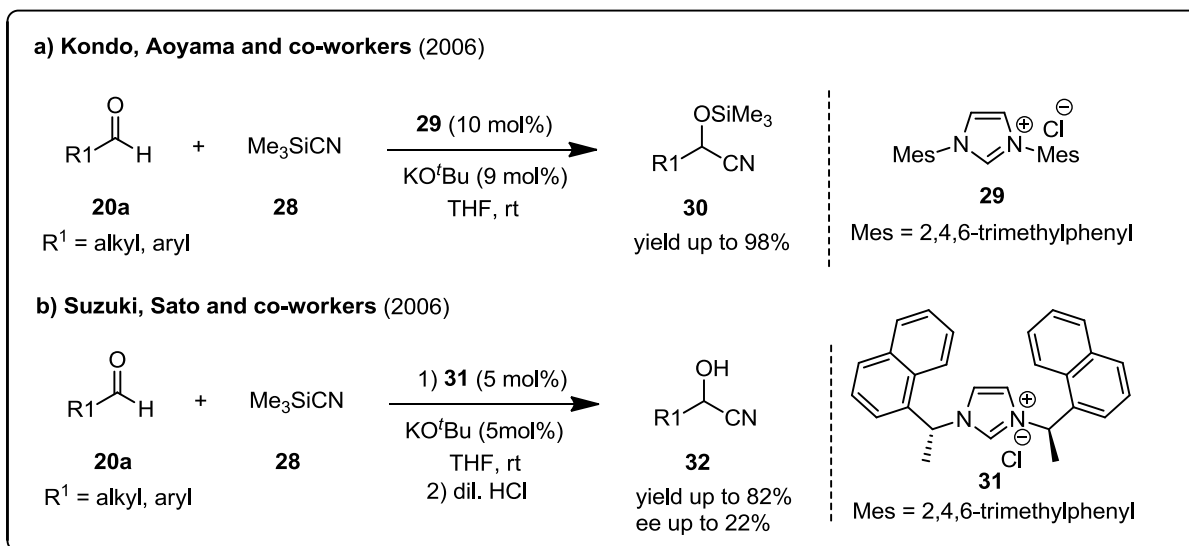 a) Kondo, Aoyama and co-workers (2006)
O
R1 H
20a
R¹ = alkyl, aryl
+
Me₃SiCN
28
29 (10 mol%)
KOᵗBu (9 mol%)
THF, rt
OSiMe₃
R1 CN
30
yield up to 98%
Mes N N⊕ Mes Cl⊖
29
Mes = 2,4,6-trimethylphenyl
b) Suzuki, Sato and co-workers (2006)
O
R1 H
20a
R¹ = alkyl, aryl
+
Me₃SiCN
28
1) 31 (5 mol%)
KOᵗBu (5mol%)
THF, rt
2) dil. HCl
OH
R1 CN
32
yield up to 82%
ee up to 22%
N N⊕
Cl⊖
31
Mes = 2,4,6-trimethylphenyl